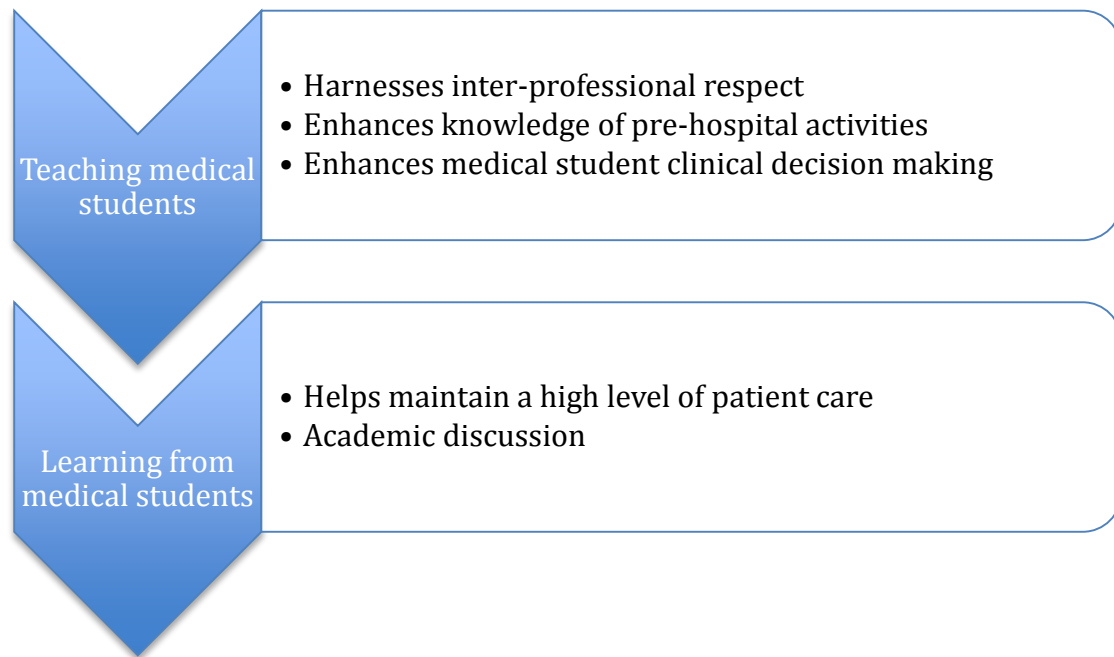 Teaching medical
students
• Harnesses inter-professional respect
• Enhances knowledge of pre-hospital activities
• Enhances medical student clinical decision making
Learning from
medical students
• Helps maintain a high level of patient care
• Academic discussion